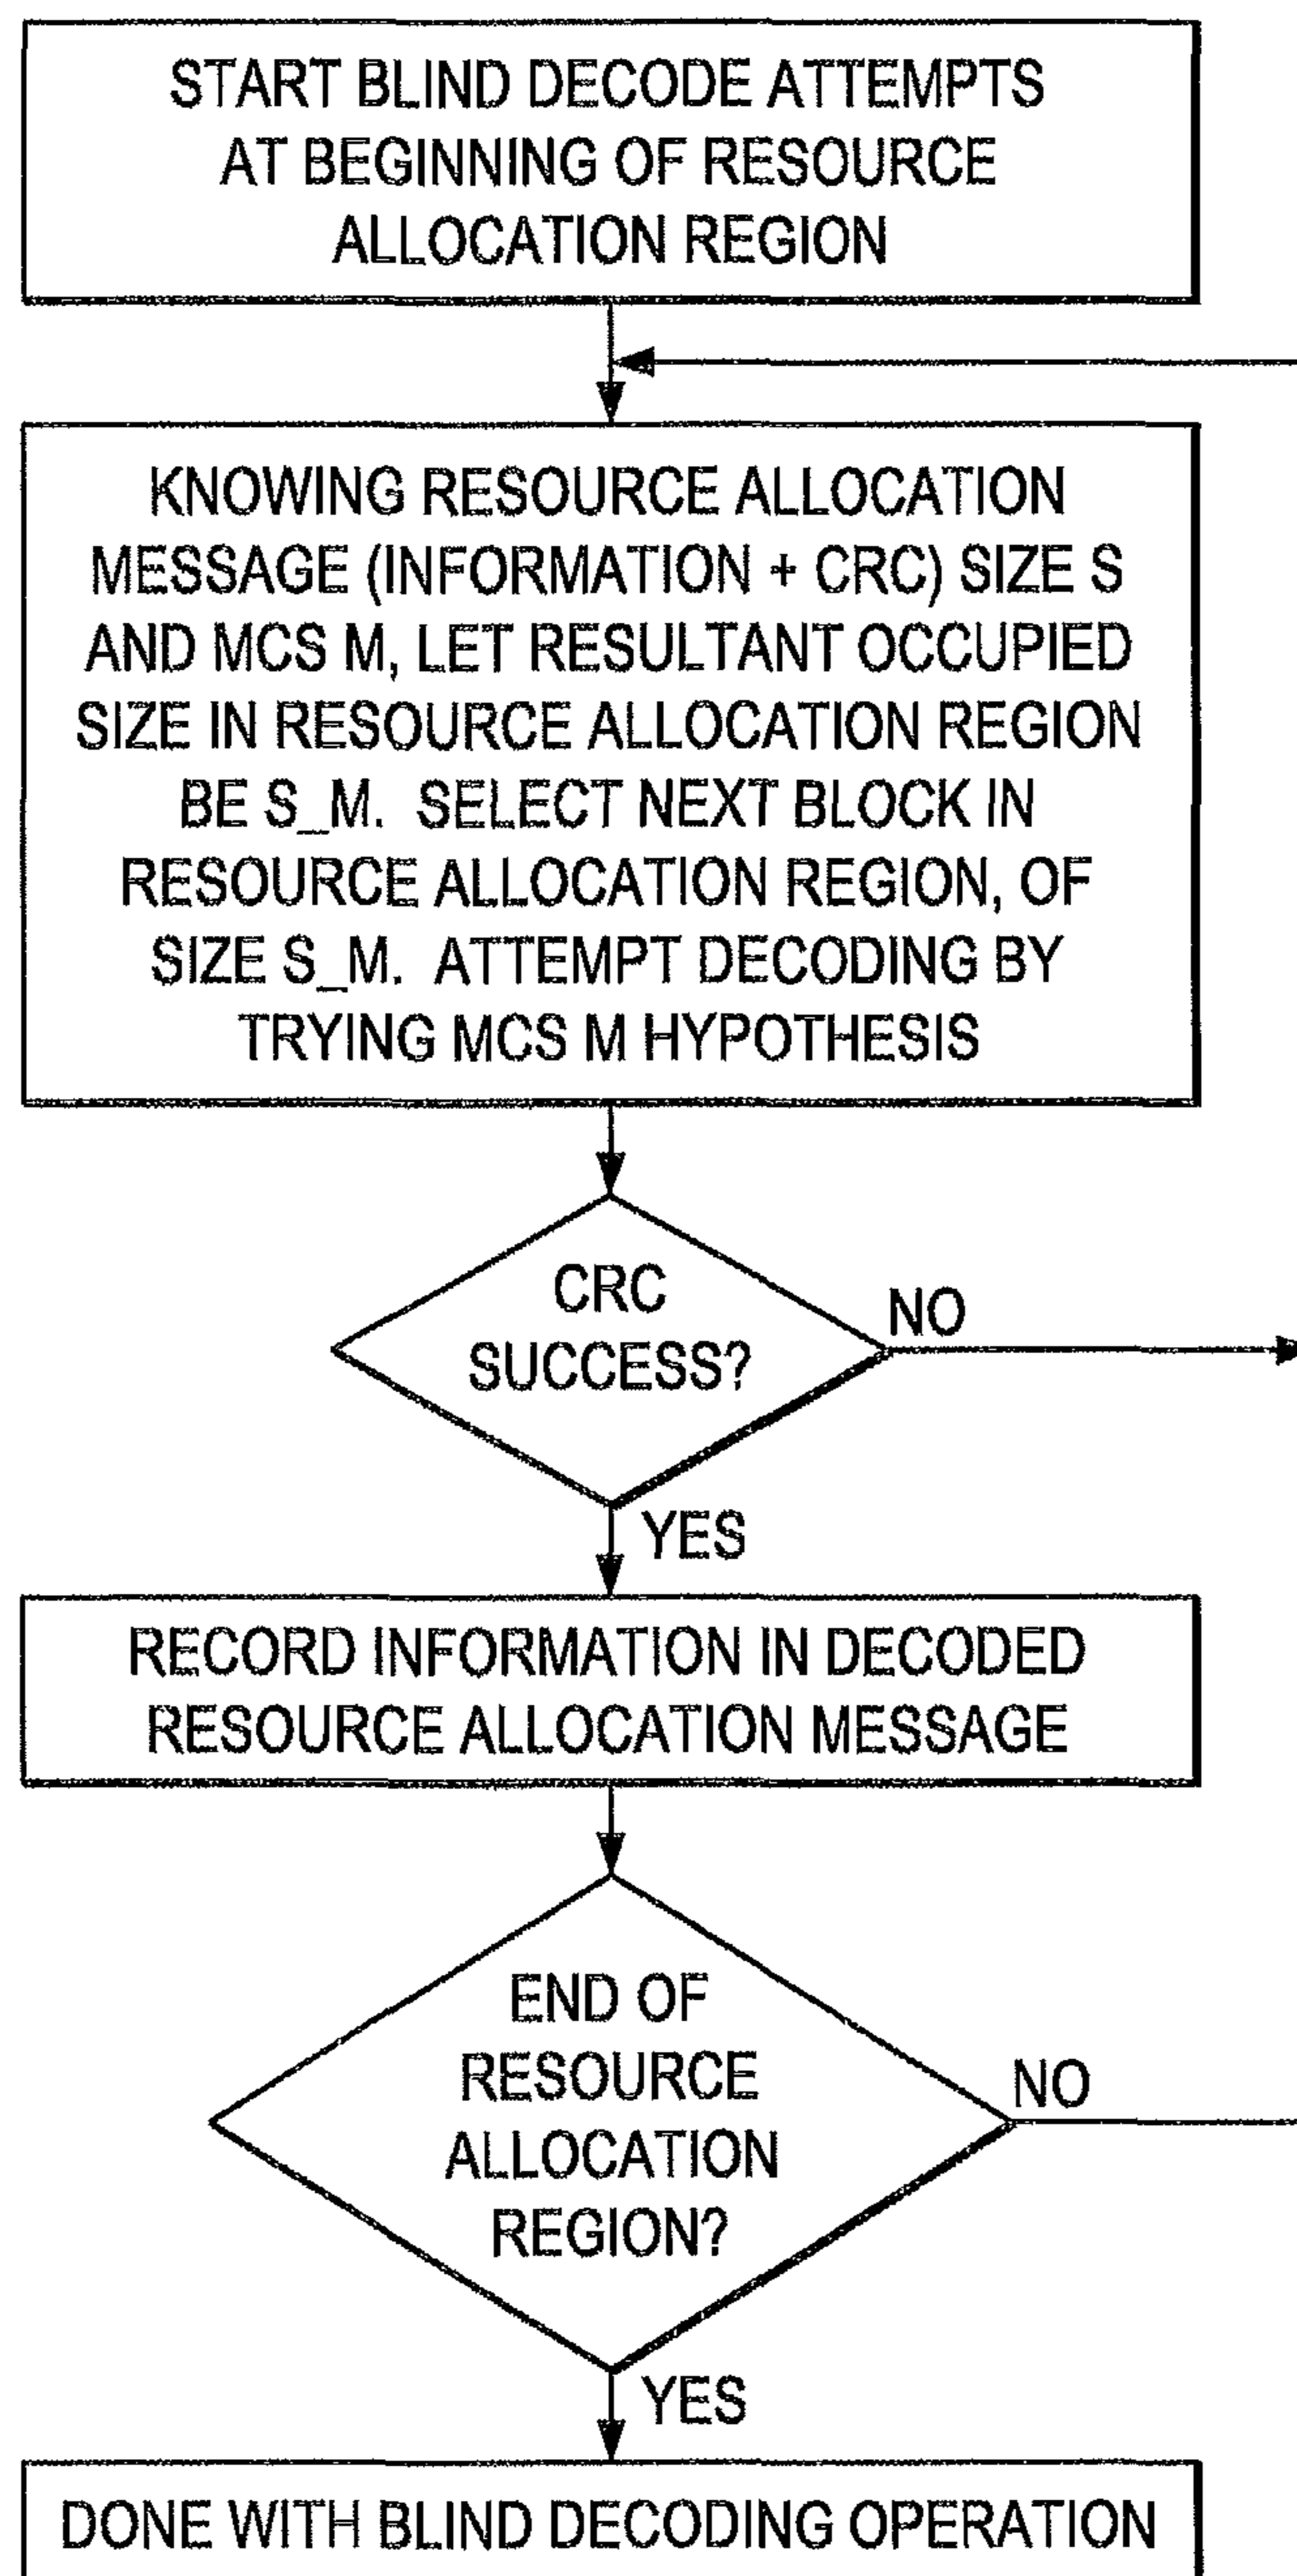 START BLIND DECODE ATTEMPTS
AT BEGINNING OF RESOURCE
ALLOCATION REGION
KNOWING RESOURCE ALLOCATION
MESSAGE (INFORMATION + CRC) SIZE S
AND MCS M, LET RESULTANT OCCUPIED
SIZE IN RESOURCE ALLOCATION REGION
BE S_M. SELECT NEXT BLOCK IN
RESOURCE ALLOCATION REGION, OF
SIZE S_M. ATTEMPT DECODING BY
TRYING MCS M HYPOTHESIS
CRC
SUCCESS?
NO
YES
RECORD INFORMATION IN DECODED
RESOURCE ALLOCATION MESSAGE
END OF
RESOURCE
ALLOCATION
REGION?
NO
YES
DONE WITH BLIND DECODING OPERATION